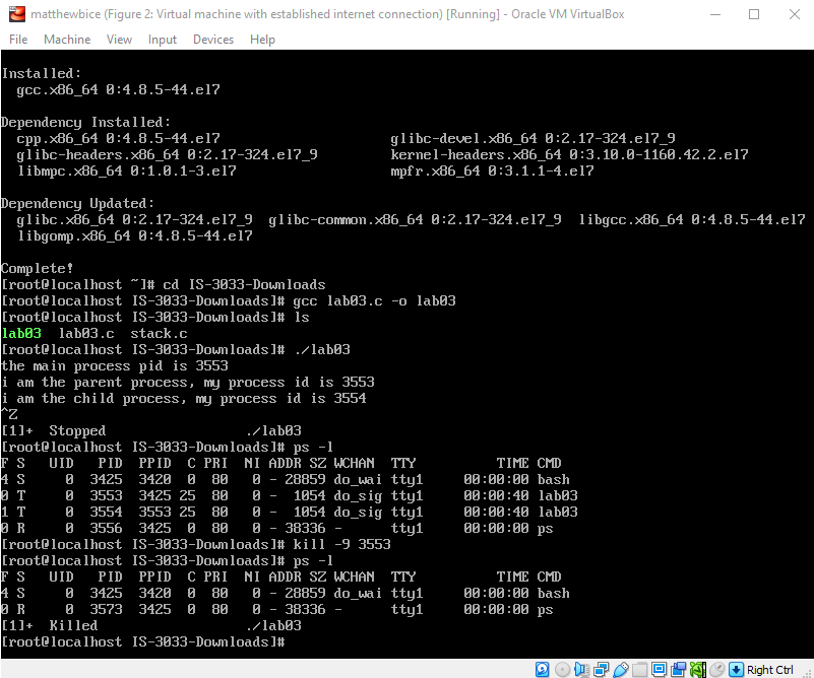 matthewbice (Figure 2: Virtual machine with established internet connection) [Running] - Oracle VM VirtualBox
File Machine View Input Devices Help
Installed:
  gcc.x86_64 0:4.8.5-44.el7
Dependency Installed:
  cpp.x86_64 0:4.8.5-44.el7                     glibc-devel.x86_64 0:2.17-324.el7_9
  glibc-headers.x86_64 0:2.17-324.el7_9         kernel-headers.x86_64 0:3.10.0-1160.42.2.el7
  libmpc.x86_64 0:1.0.1-3.el7                   mpfr.x86_64 0:3.1.1-4.el7
Dependency Updated:
  glibc.x86_64 0:2.17-324.el7_9  glibc-common.x86_64 0:2.17-324.el7_9  libgcc.x86_64 0:4.8.5-44.el7
  libgomp.x86_64 0:4.8.5-44.el7
Complete!
[root@localhost ~]# cd IS-3033-Downloads
[root@localhost IS-3033-Downloads]# gcc lab03.c -o lab03
[root@localhost IS-3033-Downloads]# ls
lab03  lab03.c  stack.c
[root@localhost IS-3033-Downloads]# ./lab03
the main process pid is 3553
i am the parent process, my process id is 3553
i am the child process, my process id is 3554
^Z
[1]+  Stopped                 ./lab03
[root@localhost IS-3033-Downloads]# ps -l
F S   UID   PID  PPID  C PRI  NI ADDR SZ WCHAN  TTY          TIME CMD
4 S     0  3425  3420  0  80   0 - 28859 do_wai tty1     00:00:00 bash
0 T     0  3553  3425 25  80   0 -  1054 do_sig tty1     00:00:40 lab03
1 T     0  3554  3553 25  80   0 -  1054 do_sig tty1     00:00:40 lab03
0 R     0  3556  3425  0  80   0 - 38336 -      tty1     00:00:00 ps
[root@localhost IS-3033-Downloads]# kill -9 3553
[root@localhost IS-3033-Downloads]# ps -l
F S   UID   PID  PPID  C PRI  NI ADDR SZ WCHAN  TTY          TIME CMD
4 S     0  3425  3420  0  80   0 - 28859 do_wai tty1     00:00:00 bash
0 R     0  3573  3425  0  80   0 - 38336 -      tty1     00:00:00 ps
[1]+  Killed                  ./lab03
[root@localhost IS-3033-Downloads]#
Right Ctrl